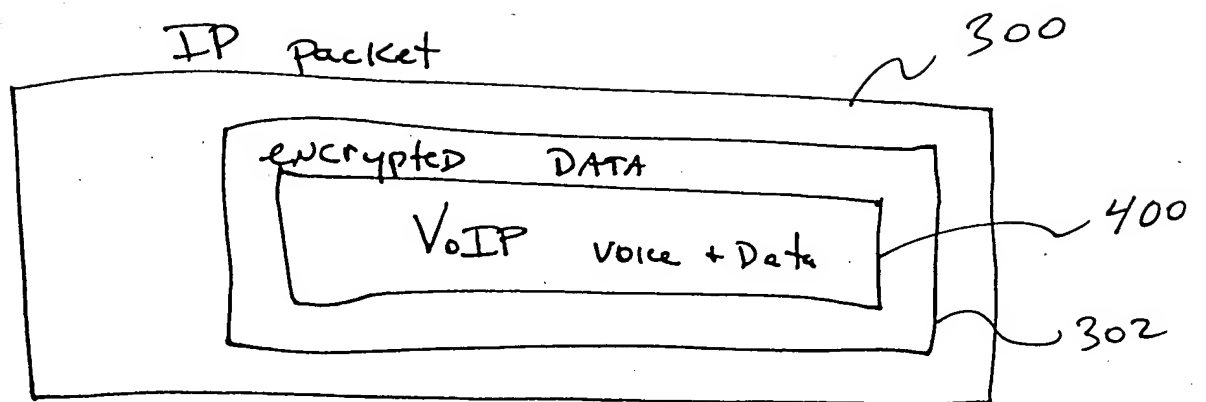 IP packet
300
encrypted DATA
VoIP voice + Data
400
302